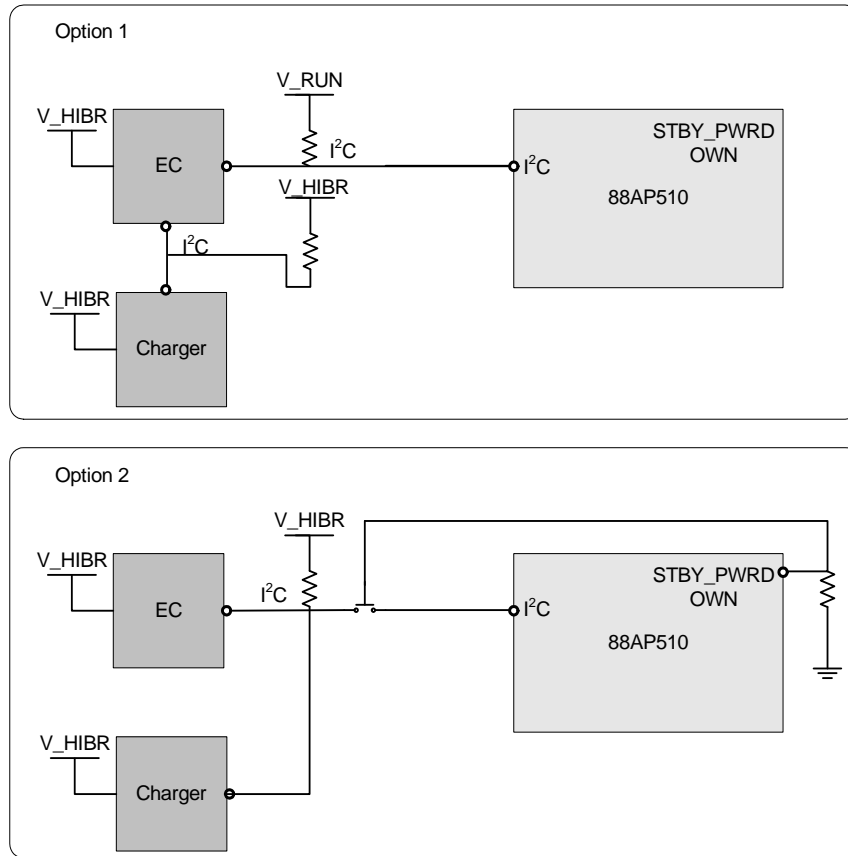 Option 1
V_RUN
V_HIBR
EC
I²C
STBY_PWRD
OWN
I²C
88AP510
V_HIBR
I²C
V_HIBR
Charger
Option 2
V_HIBR
V_HIBR
EC
I²C
STBY_PWRD
OWN
I²C
88AP510
V_HIBR
Charger